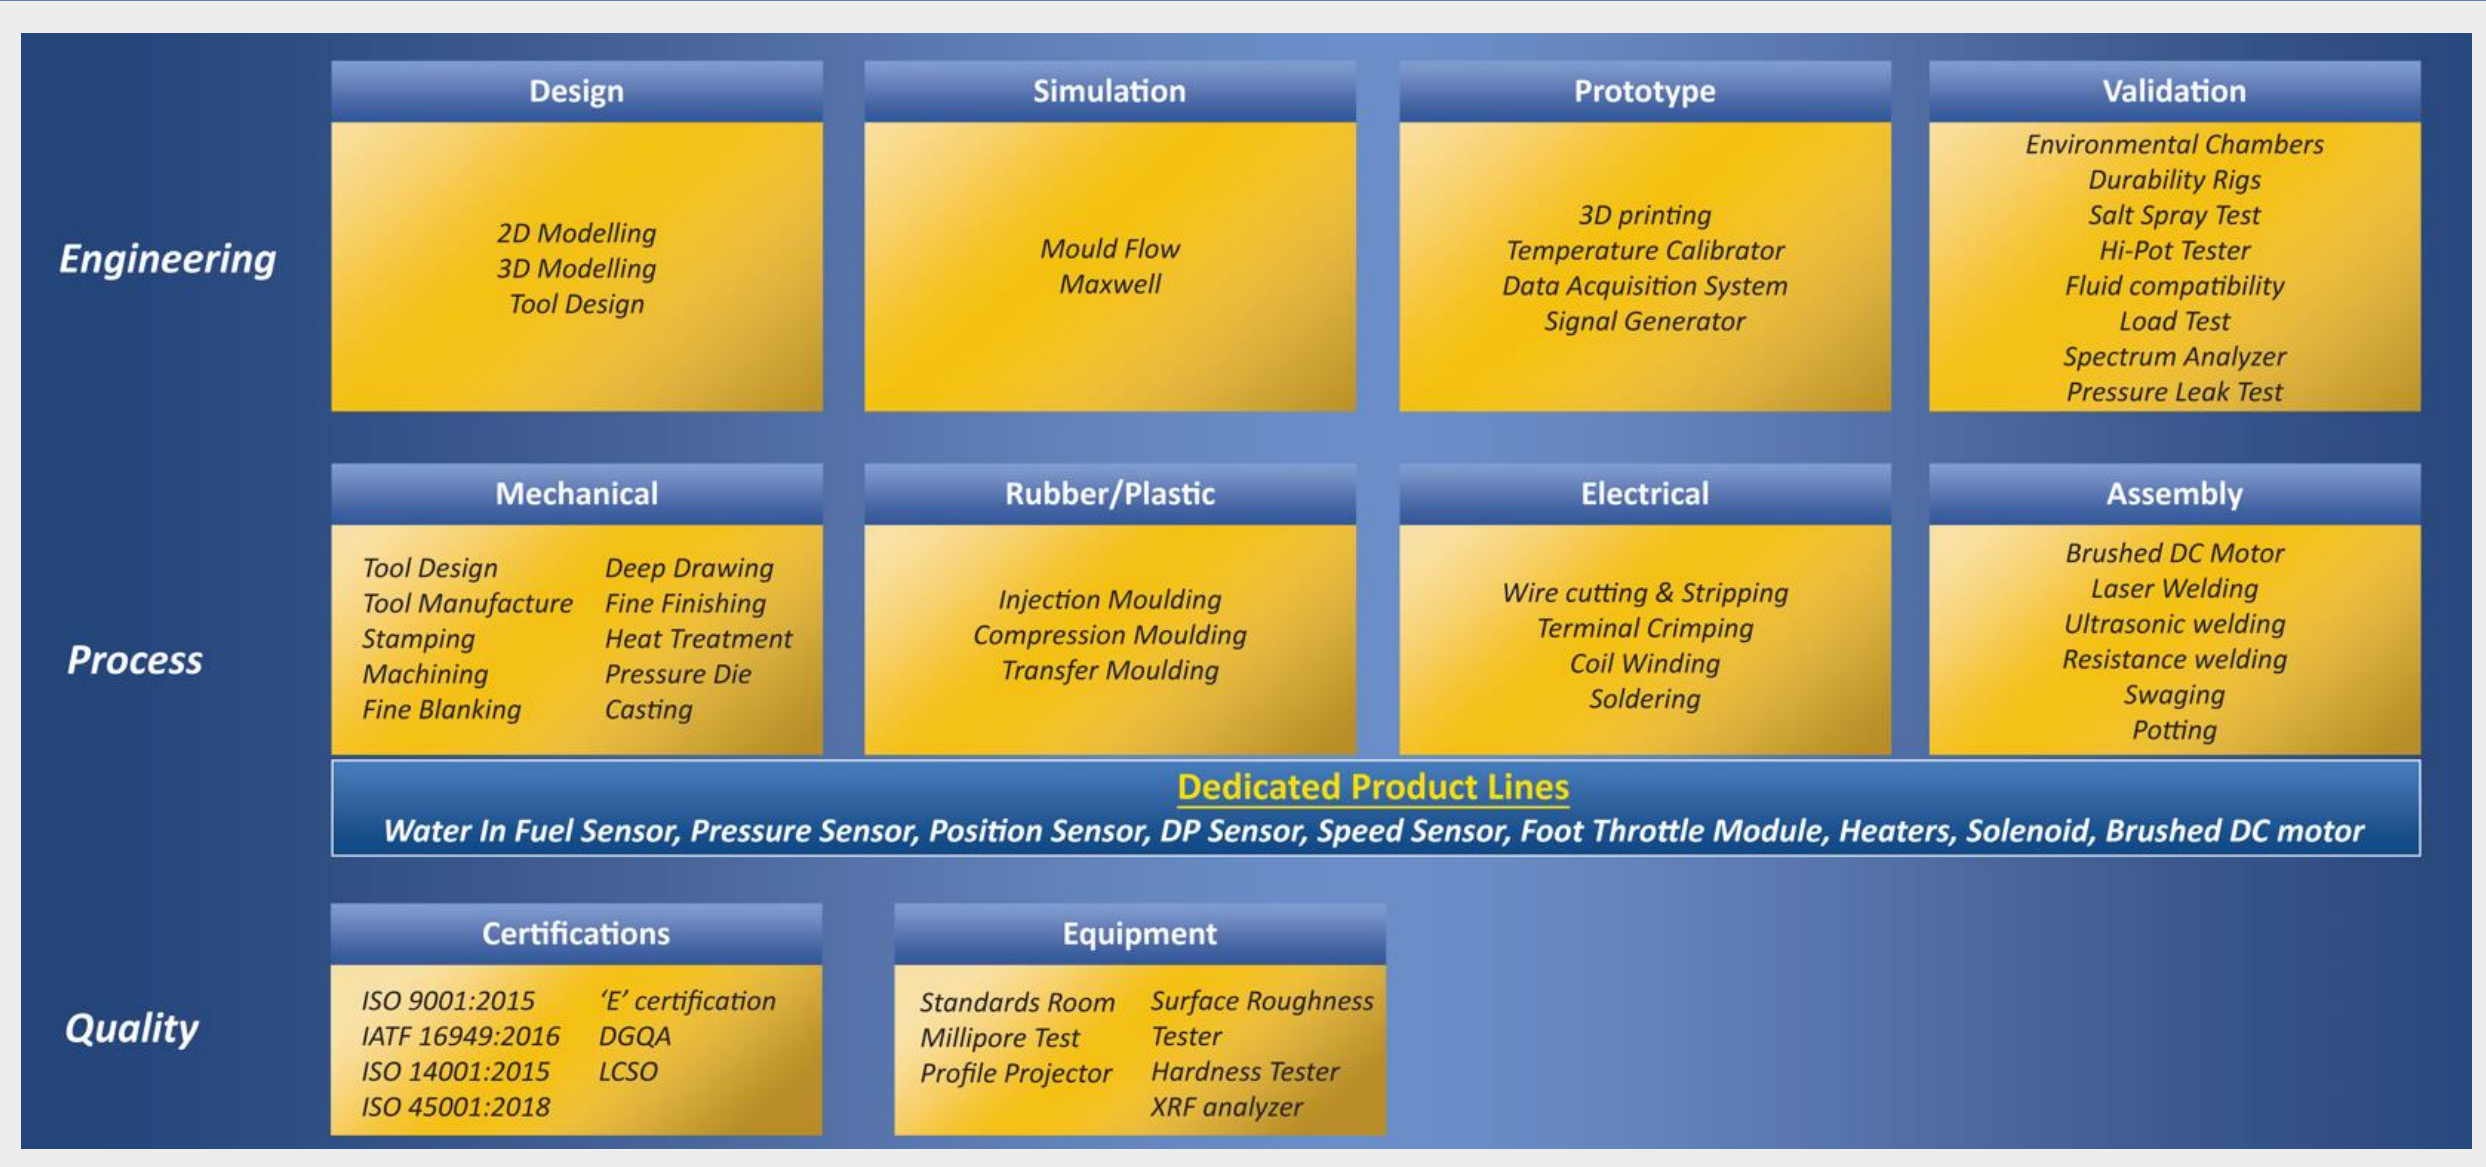 Engineering
Design
2D Modelling
3D Modelling
Tool Design
Simulation
Mould Flow
Maxwell
Prototype
3D printing
Temperature Calibrator
Data Acquisition System
Signal Generator
Validation
Environmental Chambers
Durability Rigs
Salt Spray Test
Hi-Pot Tester
Fluid compatibility
Load Test
Spectrum Analyzer
Pressure Leak Test
Process
Mechanical
Tool Design
Tool Manufacture
Stamping
Machining
Fine Blanking
Deep Drawing
Fine Finishing
Heat Treatment
Pressure Die
Casting
Rubber/Plastic
Injection Moulding
Compression Moulding
Transfer Moulding
Electrical
Wire cutting & Stripping
Terminal Crimping
Coil Winding
Soldering
Assembly
Brushed DC Motor
Laser Welding
Ultrasonic welding
Resistance welding
Swaging
Potting
Dedicated Product Lines
Water In Fuel Sensor, Pressure Sensor, Position Sensor, DP Sensor, Speed Sensor, Foot Throttle Module, Heaters, Solenoid, Brushed DC motor
Quality
Certifications
ISO 9001:2015
IATF 16949:2016
ISO 14001:2015
ISO 45001:2018
‘E’ certification
DGQA
LCSO
Equipment
Standards Room
Millipore Test
Profile Projector
Surface Roughness
Tester
Hardness Tester
XRF analyzer